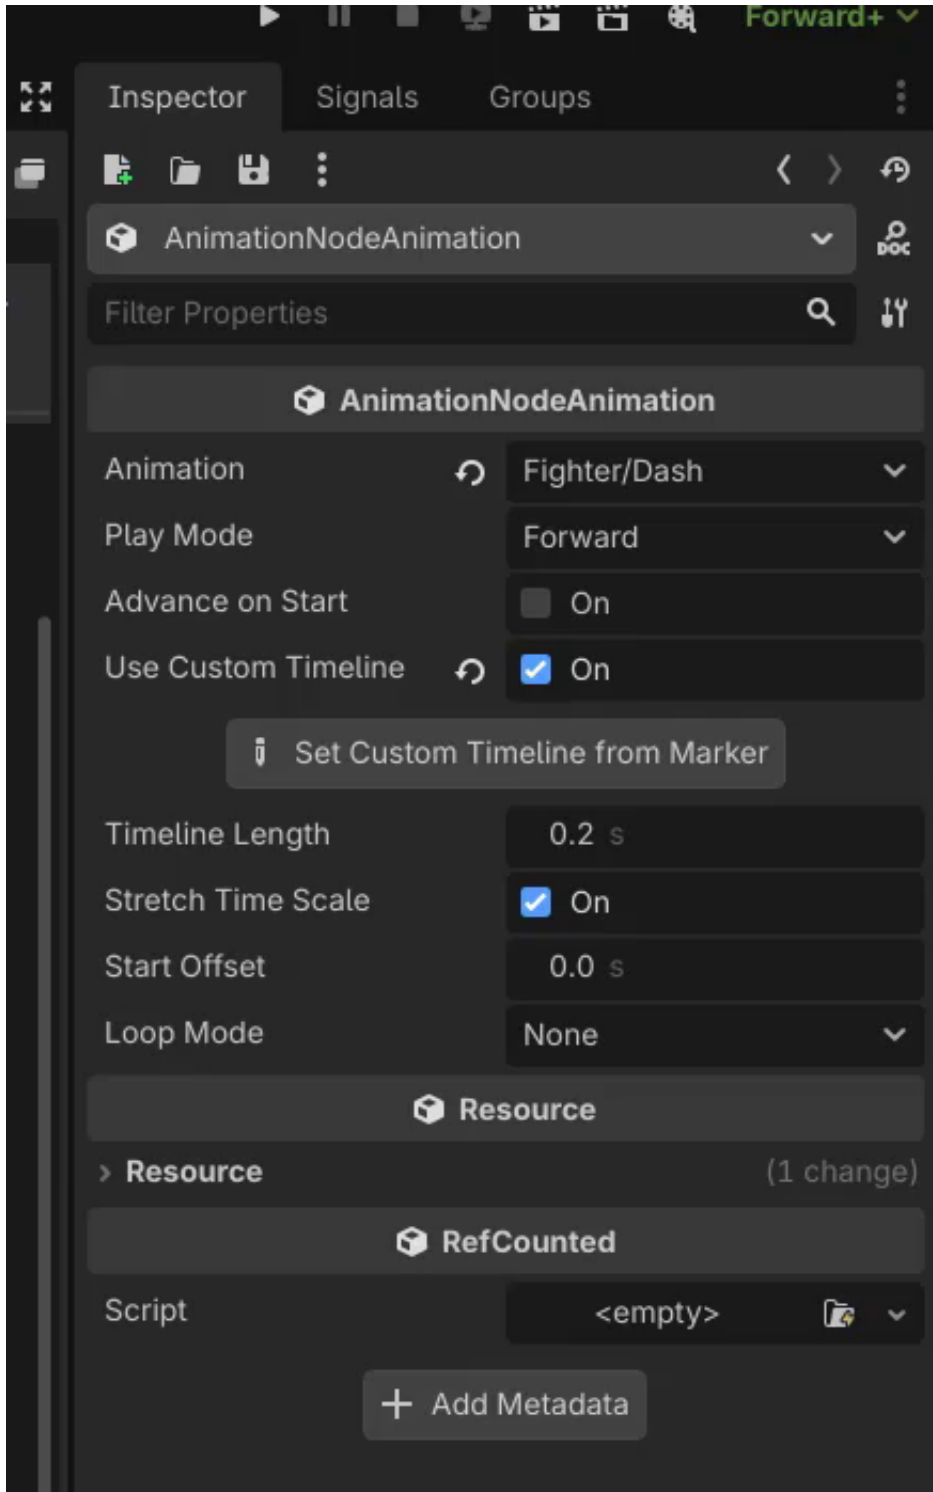 Forward+
Inspector Signals Groups
AnimationNodeAnimation
DOC
Filter Properties
AnimationNodeAnimation
Animation Fighter/Dash
Play Mode Forward
Advance on Start On
Use Custom Timeline On
Set Custom Timeline from Marker
Timeline Length 0.2 s
Stretch Time Scale On
Start Offset 0.0 s
Loop Mode None
Resource
Resource (1 change)
RefCounted
Script <empty>
+ Add Metadata